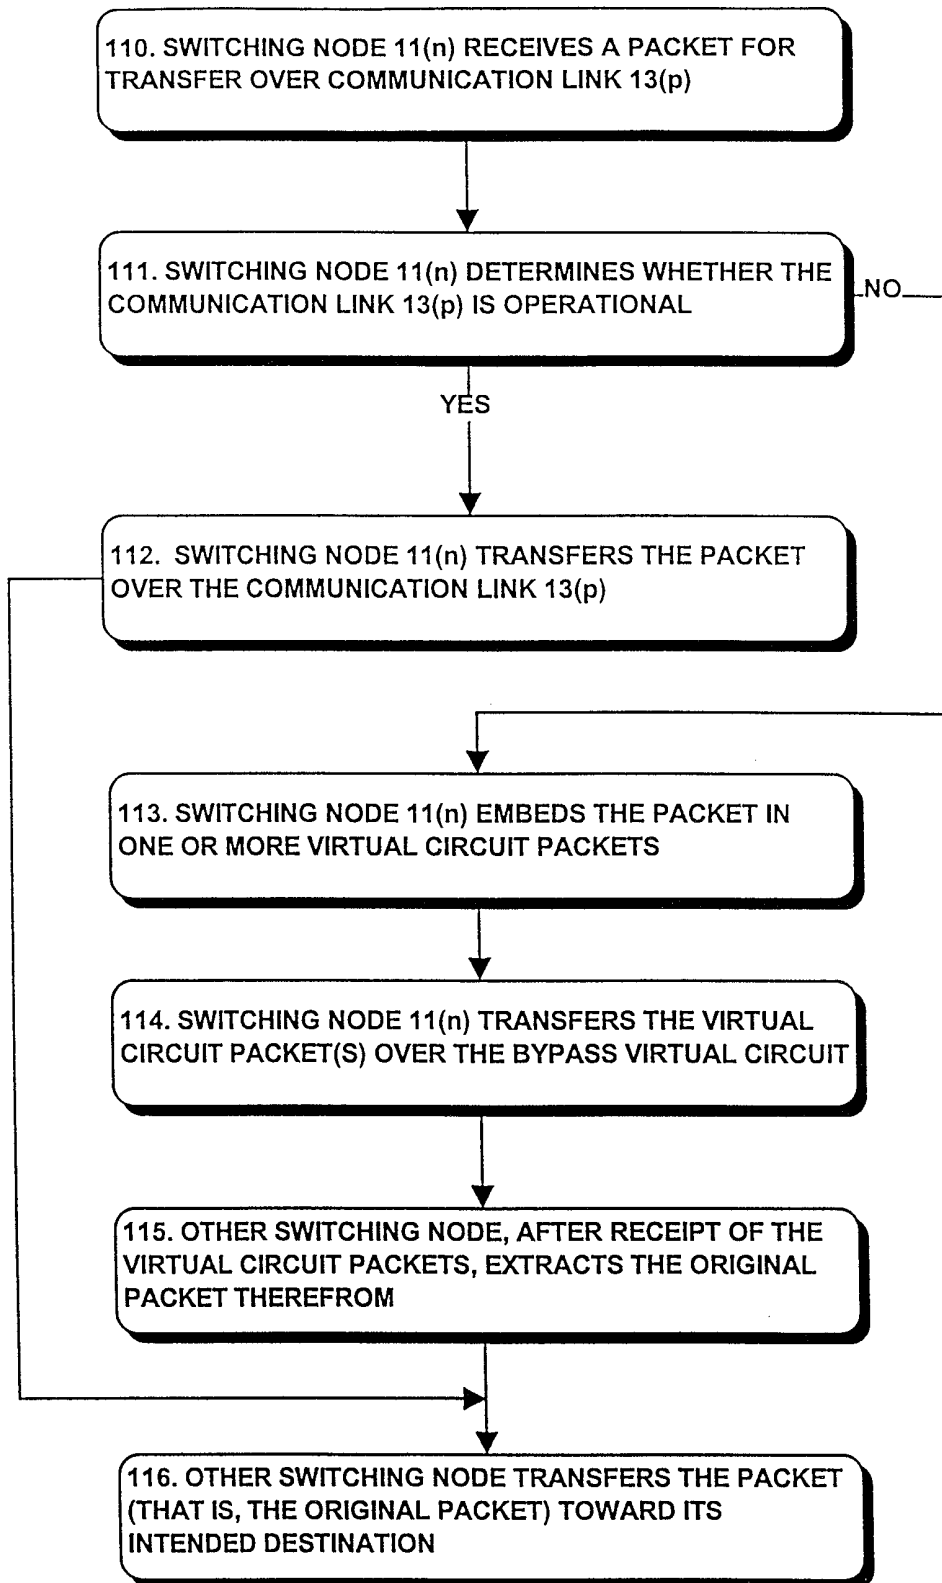 110. SWITCHING NODE 11(n) RECEIVES A PACKET FOR
TRANSFER OVER COMMUNICATION LINK 13(p)
111. SWITCHING NODE 11(n) DETERMINES WHETHER THE
COMMUNICATION LINK 13(p) IS OPERATIONAL
NO
YES
112. SWITCHING NODE 11(n) TRANSFERS THE PACKET
OVER THE COMMUNICATION LINK 13(p)
113. SWITCHING NODE 11(n) EMBEDS THE PACKET IN
ONE OR MORE VIRTUAL CIRCUIT PACKETS
114. SWITCHING NODE 11(n) TRANSFERS THE VIRTUAL
CIRCUIT PACKET(S) OVER THE BYPASS VIRTUAL CIRCUIT
115. OTHER SWITCHING NODE, AFTER RECEIPT OF THE
VIRTUAL CIRCUIT PACKETS, EXTRACTS THE ORIGINAL
PACKET THEREFROM
116. OTHER SWITCHING NODE TRANSFERS THE PACKET
(THAT IS, THE ORIGINAL PACKET) TOWARD ITS
INTENDED DESTINATION